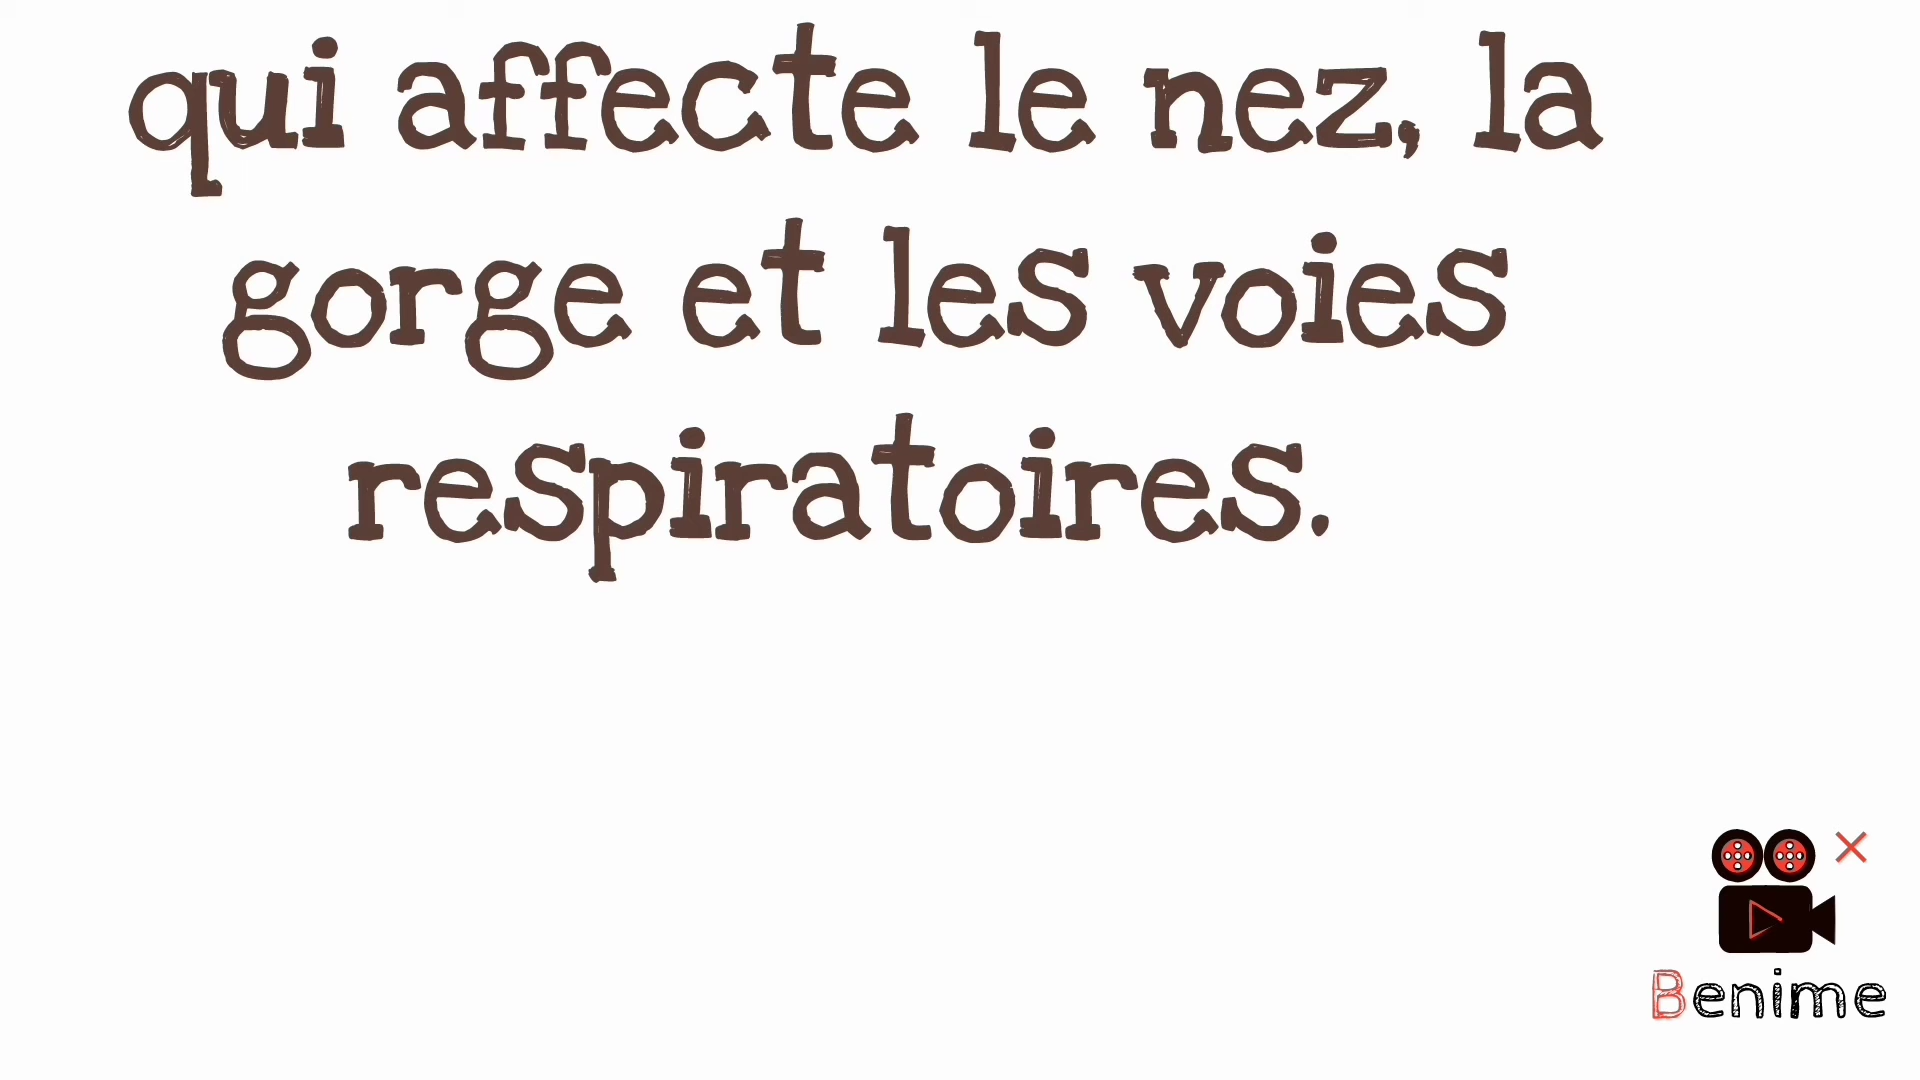 qui affecte le nez, la
gorge et les voies
respiratoires.
Benime